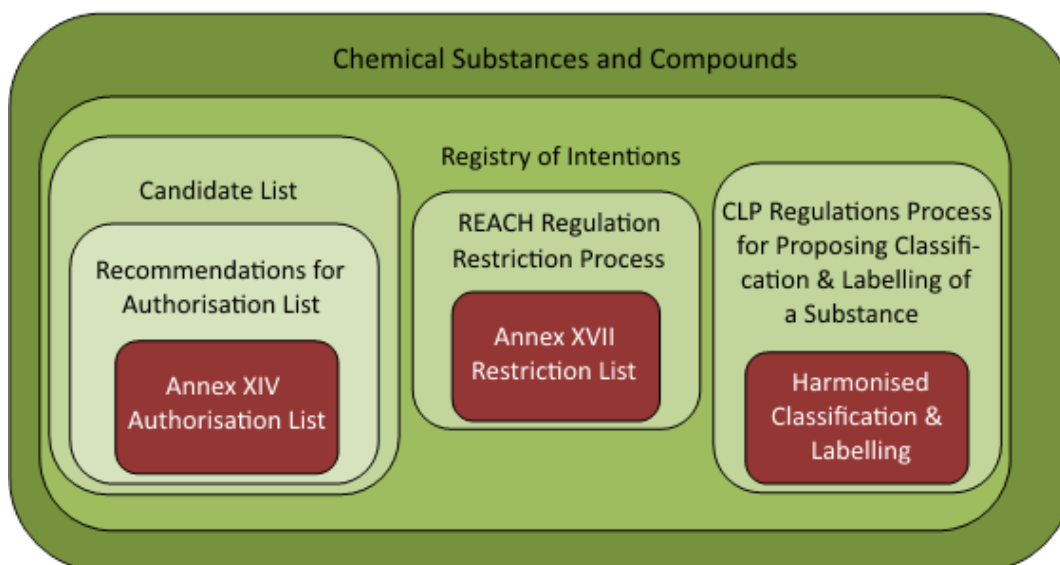 Chemical Substances and Compounds
Registry of Intentions
Candidate List
Recommendations for
Authorisation List
Annex XIV
Authorisation List
REACH Regulation
Restriction Process
Annex XVII
Restriction List
CLP Regulations Process
for Proposing Classifi-
cation & Labelling of
a Substance
Harmonised
Classification &
Labelling